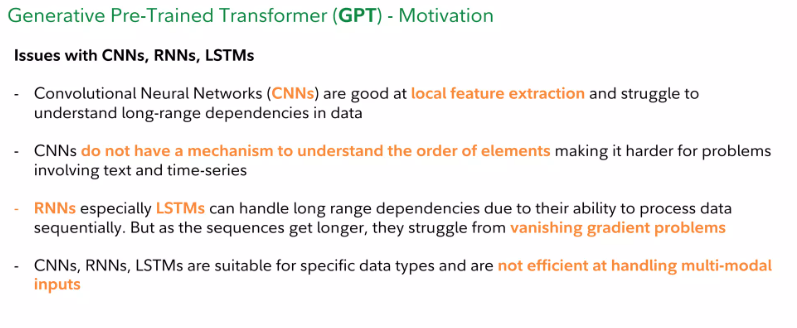 Generative Pre-Trained Transformer (GPT) - Motivation
Issues with CNNs, RNNs, LSTMs
- Convolutional Neural Networks (CNNs) are good at local feature extraction and struggle to
understand long-range dependencies in data
- CNNs do not have a mechanism to understand the order of elements making it harder for problems
involving text and time-series
- RNNs especially LSTMs can handle long range dependencies due to their ability to process data
sequentially. But as the sequences get longer, they struggle from vanishing gradient problems
- CNNs, RNNs, LSTMs are suitable for specific data types and are not efficient at handling multi-modal
inputs